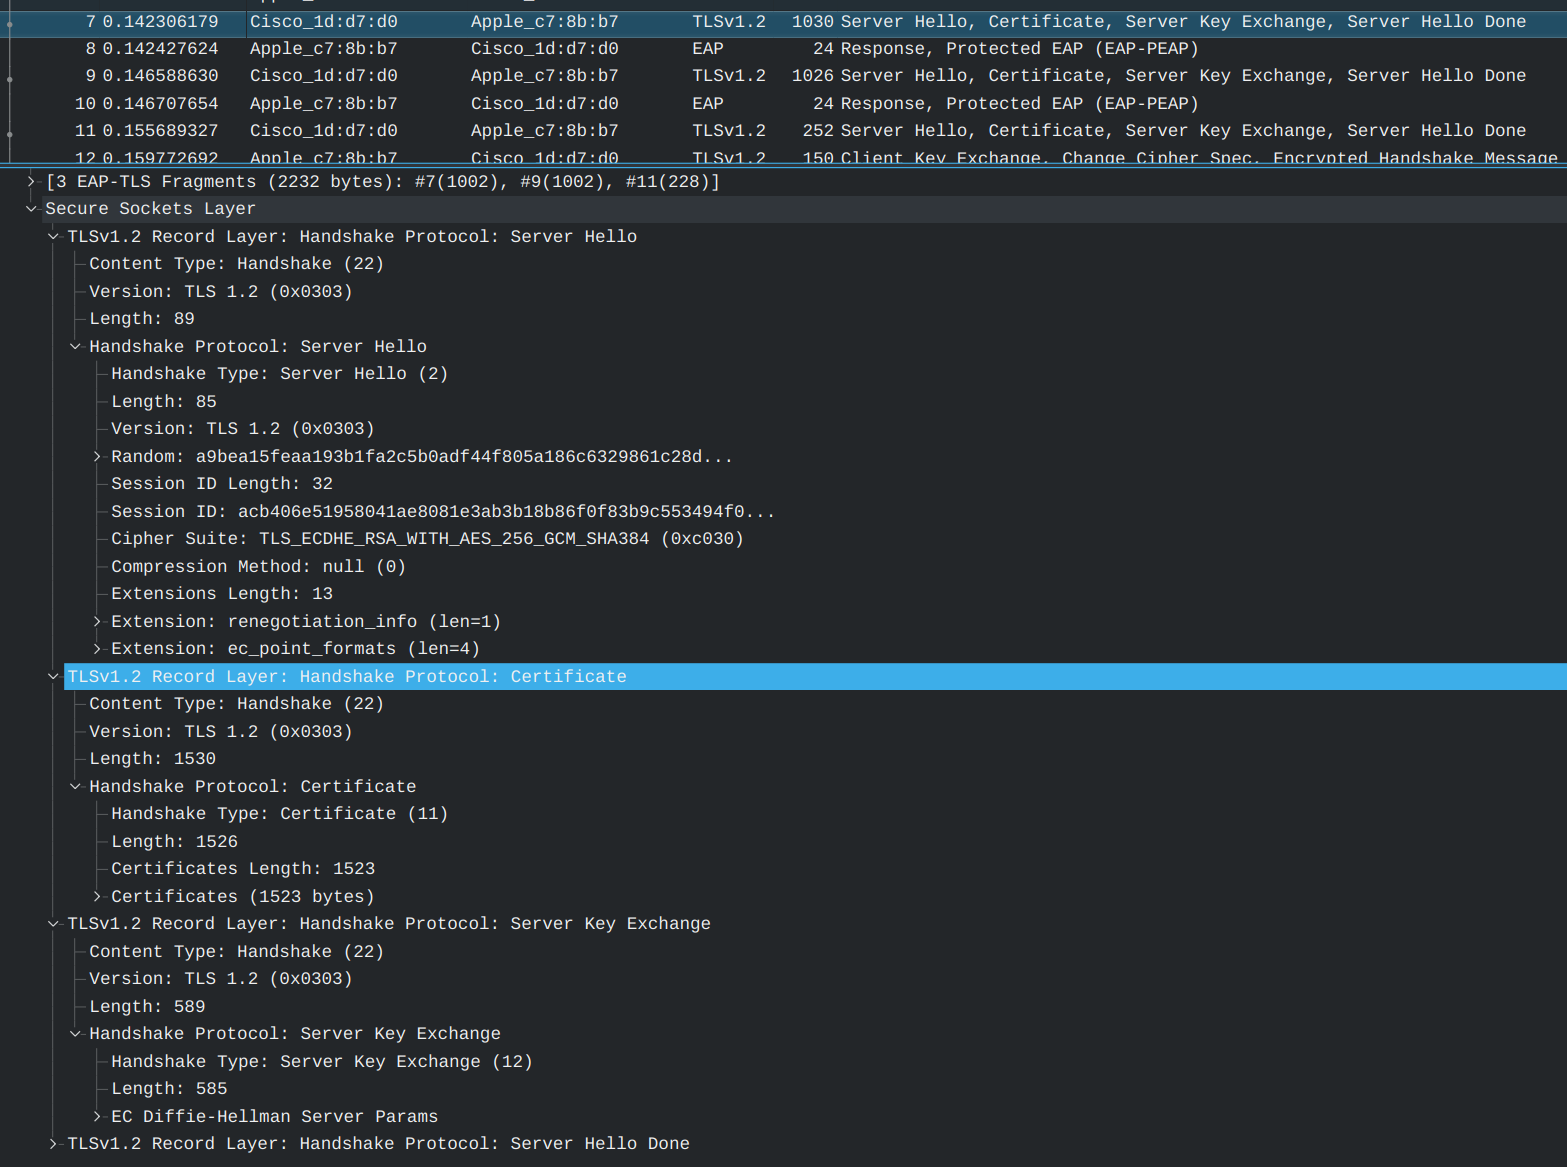 7 0.142306179 Cisco_1d:d7:d0 Apple_c7:8b:b7 TLSv1.2 1030 Server Hello, Certificate, Server Key Exchange, Server Hello Done
8 0.142427624 Apple_c7:8b:b7 Cisco_1d:d7:d0 EAP 24 Response, Protected EAP (EAP-PEAP)
9 0.146588630 Cisco_1d:d7:d0 Apple_c7:8b:b7 TLSv1.2 1026 Server Hello, Certificate, Server Key Exchange, Server Hello Done
10 0.146707654 Apple_c7:8b:b7 Cisco_1d:d7:d0 EAP 24 Response, Protected EAP (EAP-PEAP)
11 0.155689327 Cisco_1d:d7:d0 Apple_c7:8b:b7 TLSv1.2 252 Server Hello, Certificate, Server Key Exchange, Server Hello Done
12 0.159772692 Apple_c7:8b:b7 Cisco_1d:d7:d0 TLSv1.2 150 Client Key Exchange, Change Cipher Spec, Encrypted Handshake Message
[3 EAP-TLS Fragments (2232 bytes): #7(1002), #9(1002), #11(228)]
Secure Sockets Layer
TLSv1.2 Record Layer: Handshake Protocol: Server Hello
Content Type: Handshake (22)
Version: TLS 1.2 (0x0303)
Length: 89
Handshake Protocol: Server Hello
Handshake Type: Server Hello (2)
Length: 85
Version: TLS 1.2 (0x0303)
Random: a9bea15feaa193b1fa2c5b0adf44f805a186c6329861c28d...
Session ID Length: 32
Session ID: acb406e51958041ae8081e3ab3b18b86f0f83b9c553494f0...
Cipher Suite: TLS_ECDHE_RSA_WITH_AES_256_GCM_SHA384 (0xc030)
Compression Method: null (0)
Extensions Length: 13
Extension: renegotiation_info (len=1)
Extension: ec_point_formats (len=4)
TLSv1.2 Record Layer: Handshake Protocol: Certificate
Content Type: Handshake (22)
Version: TLS 1.2 (0x0303)
Length: 1530
Handshake Protocol: Certificate
Handshake Type: Certificate (11)
Length: 1526
Certificates Length: 1523
Certificates (1523 bytes)
TLSv1.2 Record Layer: Handshake Protocol: Server Key Exchange
Content Type: Handshake (22)
Version: TLS 1.2 (0x0303)
Length: 589
Handshake Protocol: Server Key Exchange
Handshake Type: Server Key Exchange (12)
Length: 585
EC Diffie-Hellman Server Params
TLSv1.2 Record Layer: Handshake Protocol: Server Hello Done